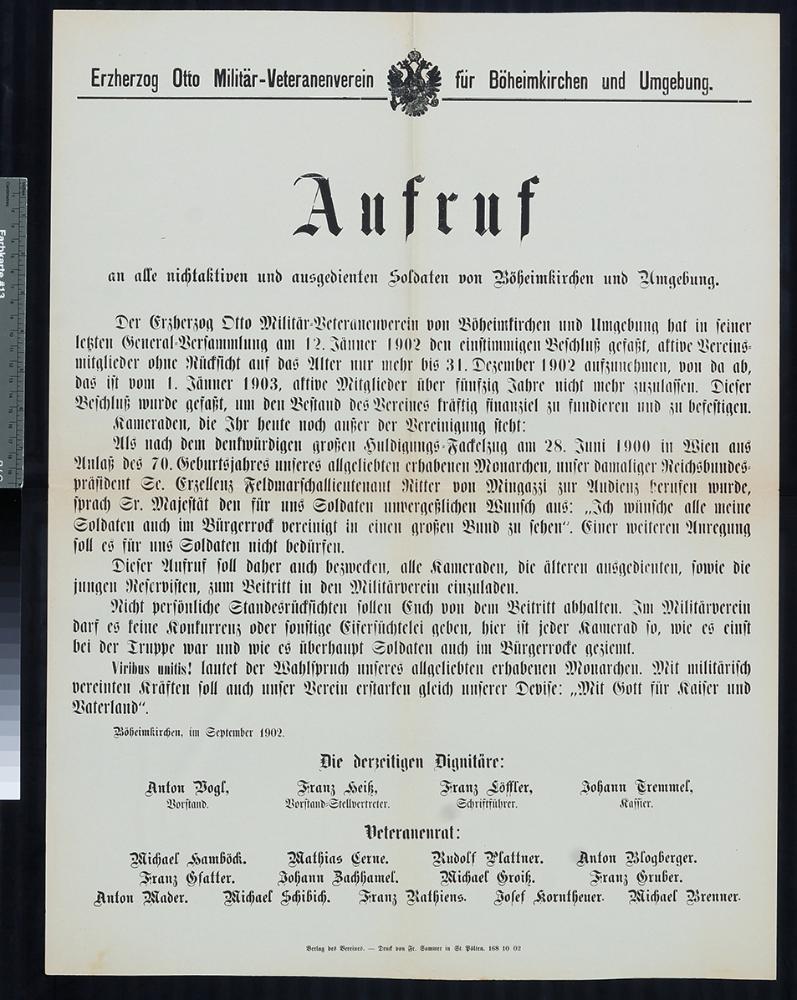 Erzherzog Otto Militär-Veteranenverein für Böheimkirchen und Umgebung.
Aufruf
an alle nichtaktiven und ausgedienten Soldaten von Böheimkirchen und Umgebung.
Der Erzherzog Otto Militär-Veteranenverein von Böheimkirchen und Umgebung hat in seiner
letzten General-Versammlung am 12. Jänner 1902 den einstimmigen Beschluß gefaßt, aktive Vereins-
mitglieder ohne Rücksicht auf das Alter nur mehr bis 31. Dezember 1902 aufzunehmen, von da ab,
das ist vom 1. Jänner 1903, aktive Mitglieder über fünfzig Jahre nicht mehr zuzulassen. Dieser
Beschluß wurde gefaßt, um den Bestand des Vereines kräftig finanziel zu fundieren und zu befestigen.
Kameraden, die Ihr heute noch außer der Vereinigung steht:
Als nach dem denkwürdigen großen Huldigungs-Fackelzug am 28. Juni 1900 in Wien aus
Anlaß des 70. Geburtsjahres unseres allgeliebten erhabenen Monarchen, unser damaliger Reichsbundes-
präsident Se. Exzellenz Feldmarschallieutenant Ritter von Mingazzi zur Audienz berufen wurde,
sprach Sr. Majestät den für uns Soldaten unvergeßlichen Wunsch aus: „Ich wünsche alle meine
Soldaten auch im Bürgerrock vereinigt in einen großen Bund zu sehen“. Einer weiteren Anregung
soll es für uns Soldaten nicht bedürfen.
Dieser Aufruf soll daher auch bezwecken, alle Kameraden, die älteren ausgedienten, sowie die
jungen Reservisten, zum Beitritt in den Militärverein einzuladen.
Nicht persönliche Standesrücksichten sollen Euch von dem Beitritt abhalten. Im Militärverein
darf es keine Konkurrenz oder sonstige Eifersüchtelei geben, hier ist jeder Kamerad so, wie es einst
bei der Truppe war und wie es überhaupt Soldaten auch im Bürgerrocke geziemt.
Viribus unitis! lautet der Wahlspruch unseres allgeliebten erhabenen Monarchen. Mit militärisch
vereinten Kräften soll auch unser Verein erstarken gleich unserer Devise: „Mit Gott für Kaiser und
Vaterland“.
Böheimkirchen, im September 1902.
Die derzeitigen Dignitäre:
Anton Vogl, Franz Heiß, Franz Löffler, Johann Tremmel,
Vorstand. Vorstand-Stellvertreter. Schriftführer. Kassier.
Veteranenrat:
Michael Hamböck. Mathias Cerne. Rudolf Plattner. Anton Blogberger.
Franz Gsatter. Johann Zachhamel. Michael Groiß. Franz Gruber.
Anton Mader. Michael Schibich. Franz Rathiens. Josef Korntheuer. Michael Brenner.
Verlag des Vereines. — Druck von Fr. Sommer in St. Pölten. 168 10 02
Farbkarte #13